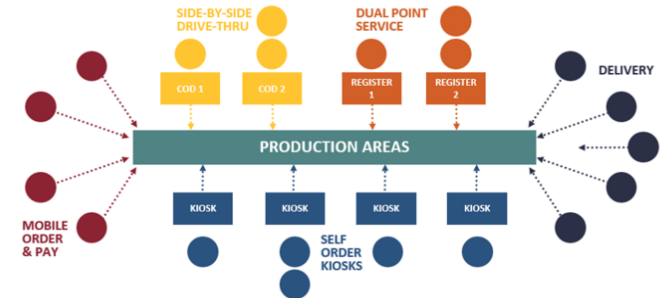 SIDE-BY-SIDE
DRIVE-THRU
DUAL POINT
SERVICE
COD 1
COD 2
REGISTER
1
REGISTER
2
DELIVERY
PRODUCTION AREAS
KIOSK
KIOSK
KIOSK
KIOSK
MOBILE
ORDER
& PAY
SELF
ORDER
KIOSKS